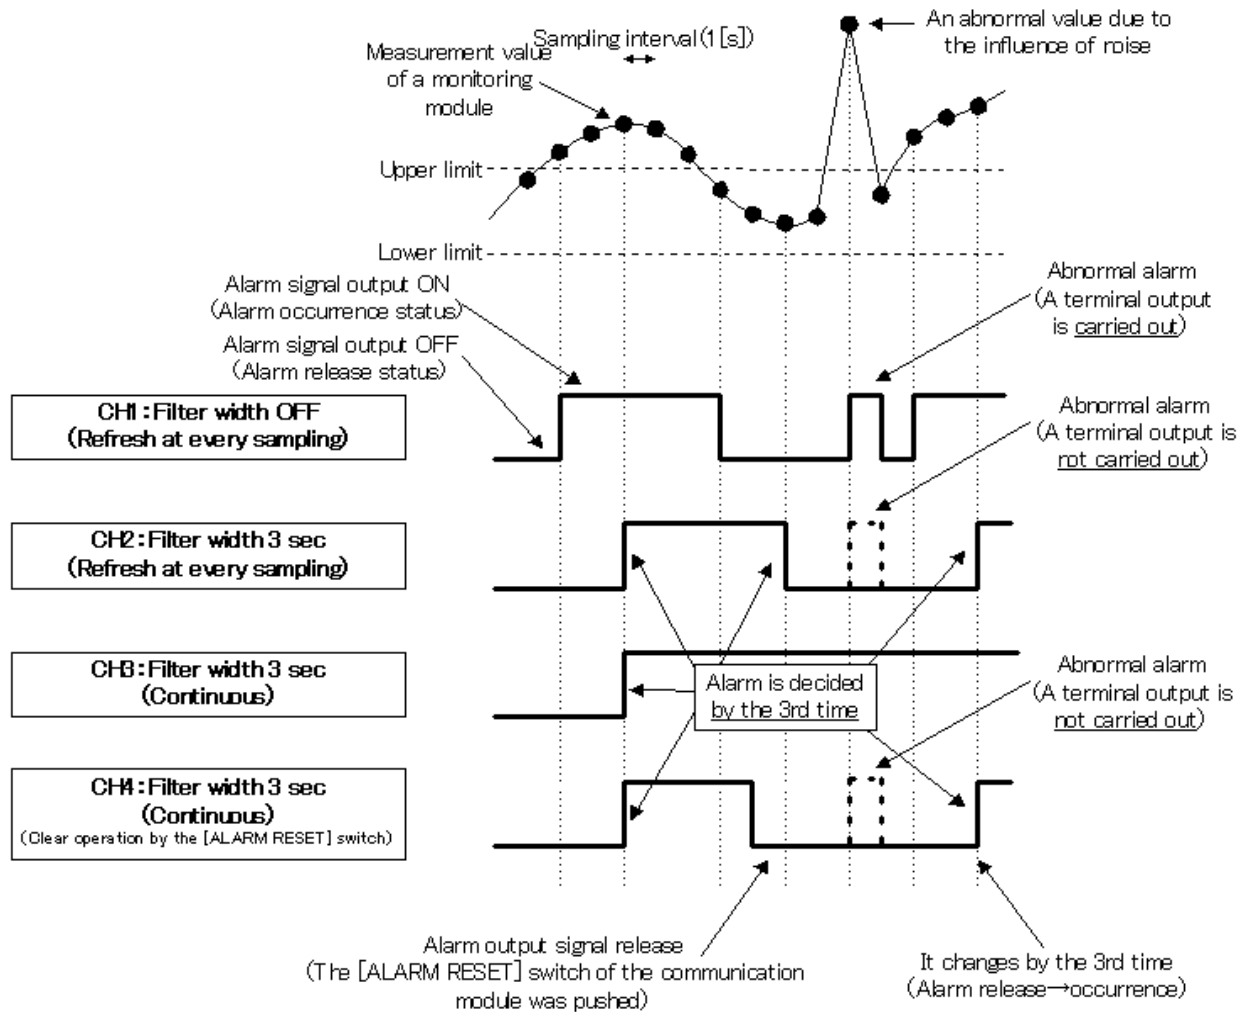 An abnormal value due to
the influence of noise
Sampling interval(1[s])
Measurement value
of a monitoring
module
Upper limit
Lower limit
Alarm signal output ON
(Alarm occurrence status)
Alarm signal output OFF
(Alarm release status)
Abnormal alarm
(A terminal output
is carried out)
CH1:Filter width OFF
(Refresh at every sampling)
Abnormal alarm
(A terminal output is
not carried out)
CH2:Filter width 3 sec
(Refresh at every sampling)
CH3:Filter width 3 sec
(Continuous)
Alarm is decided
by the 3rd time
Abnormal alarm
(A terminal output is
not carried out)
CH4:Filter width 3 sec
(Continuous)
(Clear operation by the [ALARM RESET] switch)
Alarm output signal release
(The [ALARM RESET] switch of the communication
module was pushed)
It changes by the 3rd time
(Alarm release→occurrence)